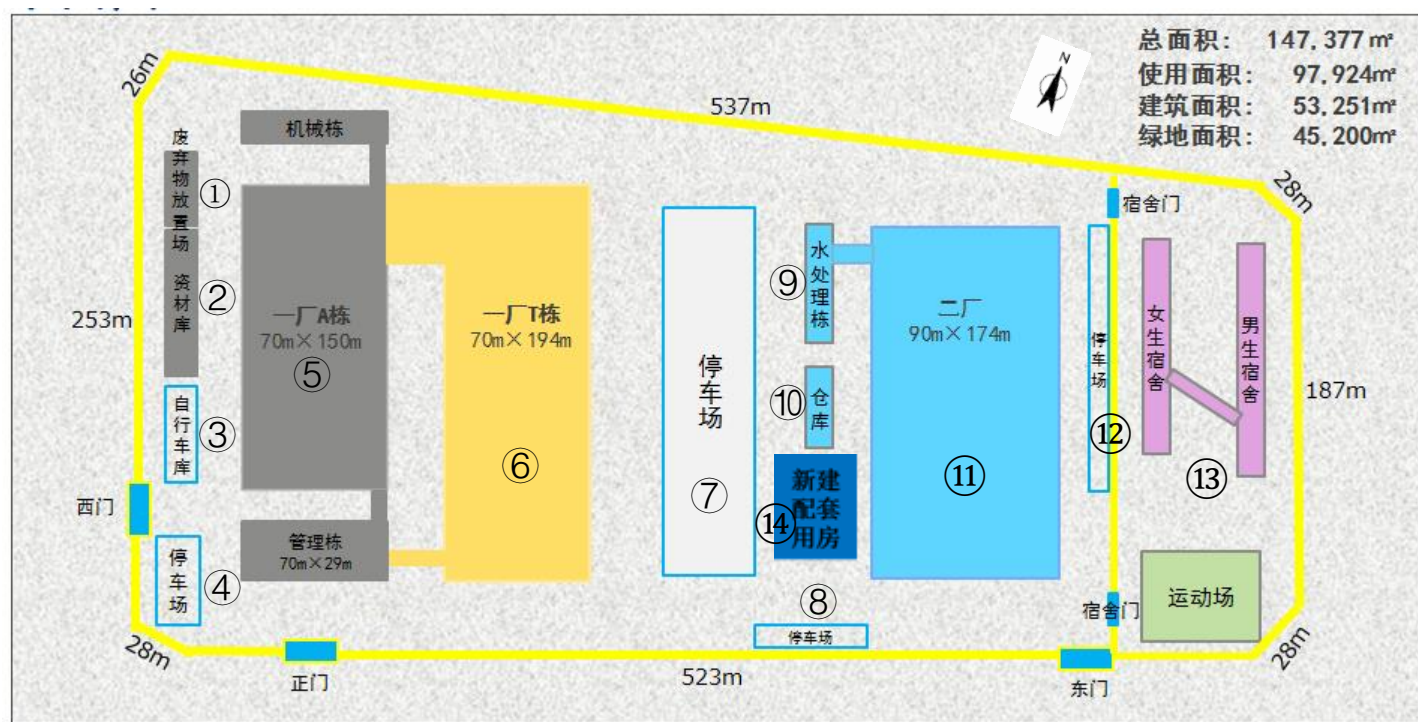 总面积: 147,377㎡
使用面积: 97,924㎡
建筑面积: 53,251㎡
绿地面积: 45,200㎡
N
26m
537m
28m
253m
187m
28m
523m
28m
机械栋
废弃物放置场
①
资材库
②
自行车库
③
停车场
④
西门
一厂A栋
70m×150m
⑤
管理栋
70m×29m
一厂T栋
70m×194m
⑥
停车场
⑦
水处理栋
⑨
仓库
⑩
新建
配套
用房
⑭
⑧
停车场
二厂
90m×174m
⑪
宿舍门
停车场
⑫
女生宿舍
男生宿舍
⑬
宿舍门
运动场
正门
东门